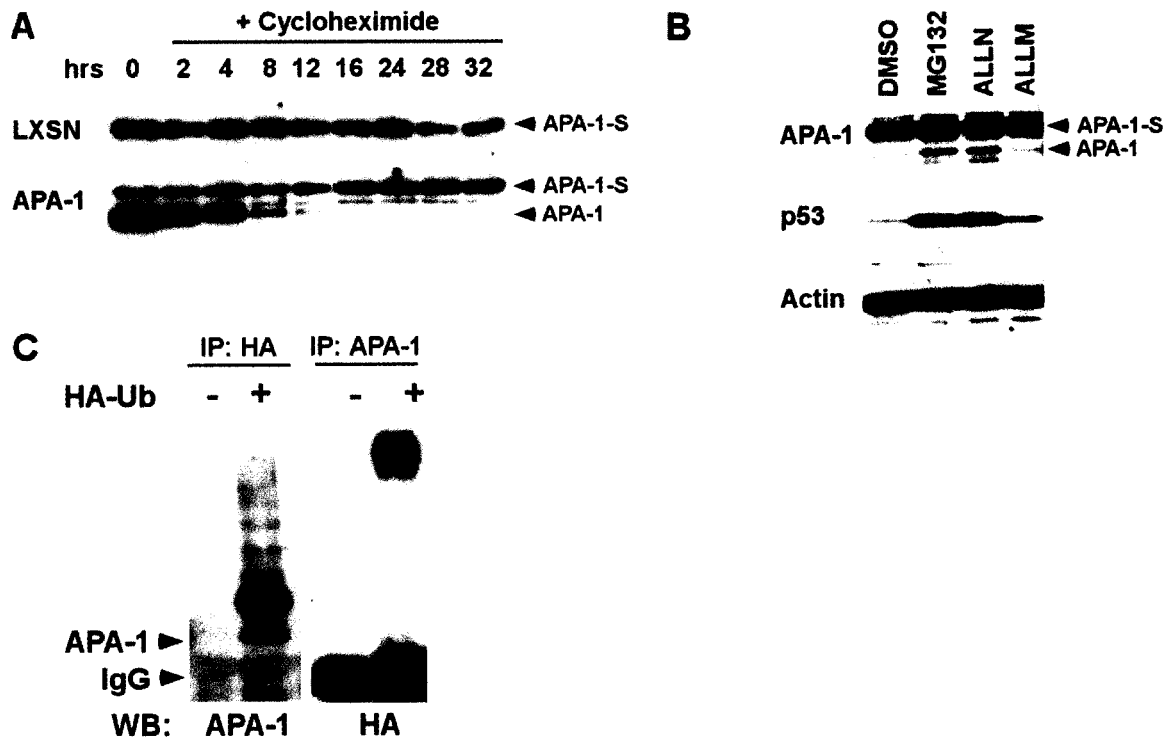 A
+ Cycloheximide
hrs 0 2 4 8 12 16 24 28 32
LXSN
APA-1-S
APA-1
APA-1-S
APA-1
B
DMSO
MG132
ALLN
ALLM
APA-1
APA-1-S
APA-1
p53
Actin
C
IP: HA IP: APA-1
HA-Ub - + - +
APA-1
IgG
WB: APA-1 HA